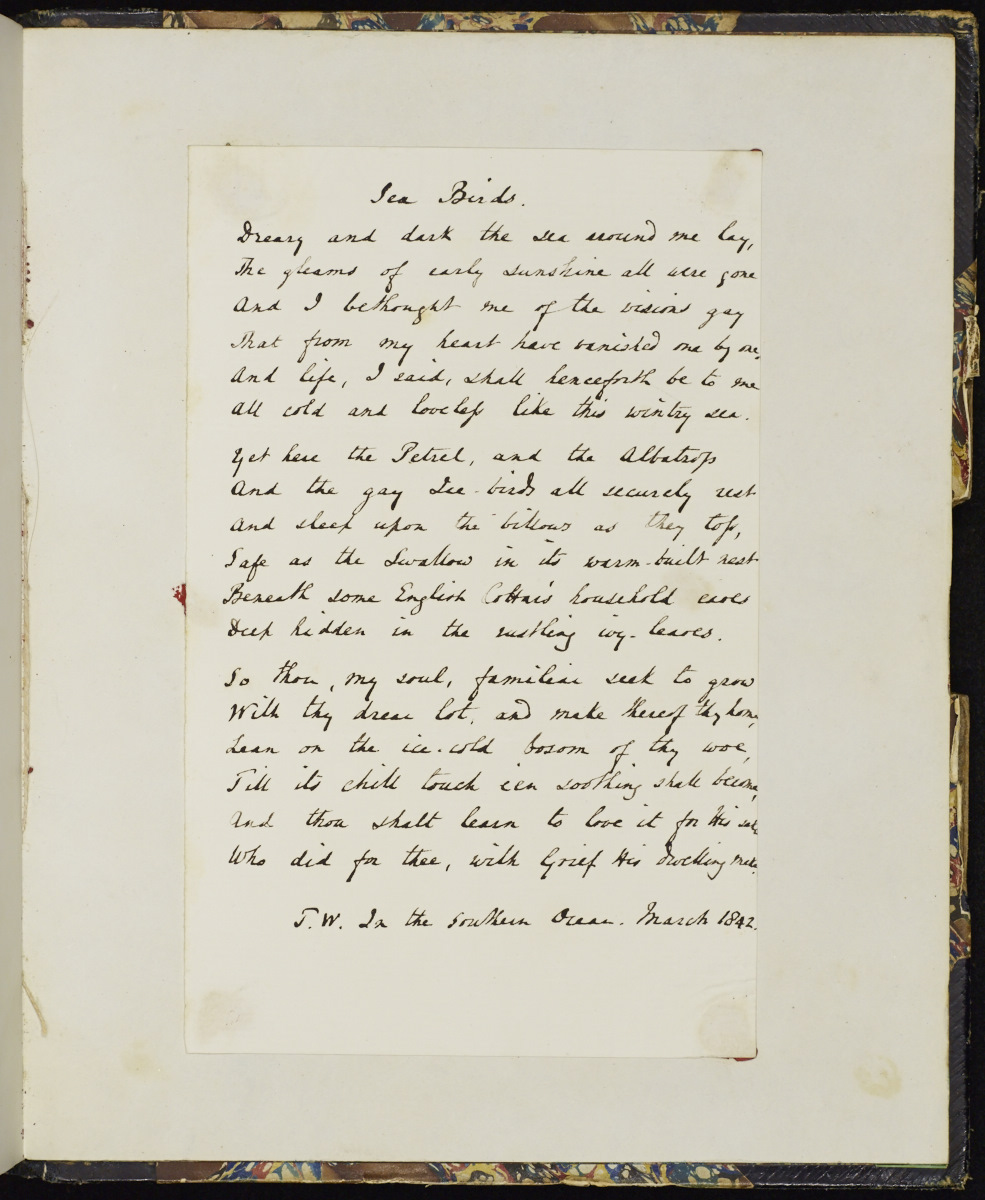 Sea Birds.
Dreary and dark the sea around me lay,
The gleams of early sunshine all were gone
And I bethought me of the visions gay
That from my heart have vanished one by one,
And life, I said, shall henceforth be to me
All cold and loveless like this wintry sea.
Yet here the Petrel, and the Albatross
And the gay Ice-birds all securely rest
And sleep upon the billows as they toss,
Safe as the Swallow in its warm-built nest
Beneath some English Cottage household eaves
Deep hidden in the rustling ivy-leaves.
So thou, my soul, familiar seek to grow
With thy drear lot, and make thereof thy home,
Lean on the ice-cold bosom of thy woe,
Till its chill touch een soothing shall become,
And thou shalt learn to love it for His sake
Who did for thee, with Grief His dwelling make.
T.W. In the Southern Ocean. March 1842.